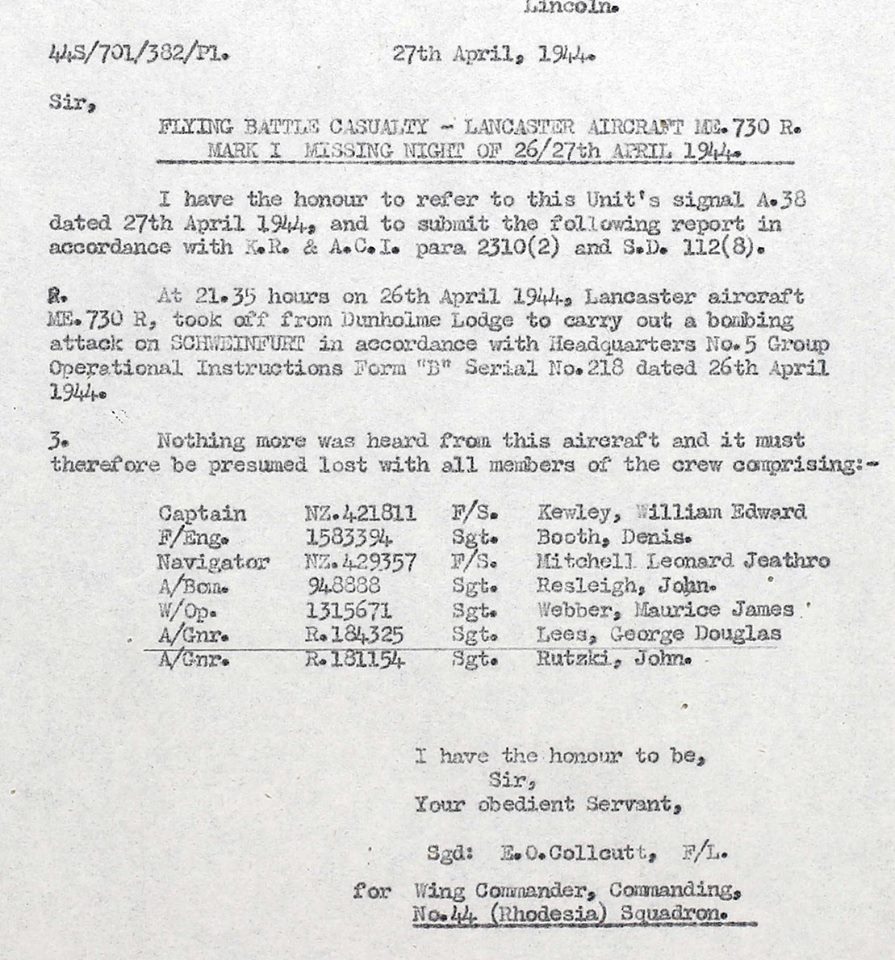 Lincoln.
44S/701/382/P1. 27th April, 1944.
Sir,
FLYING BATTLE CASUALTY - LANCASTER AIRCRAFT ME.730 R.
MARK I MISSING NIGHT OF 26/27th APRIL 1944.
I have the honour to refer to this Unit's signal A.38
dated 27th April 1944, and to submit the following report in
accordance with K.R. & A.C.I. para 2310(2) and S.D. 112(8).
2. At 21.35 hours on 26th April 1944, Lancaster aircraft
ME.730 R, took off from Dunholme Lodge to carry out a bombing
attack on SCHWEINFURT in accordance with Headquarters No.5 Group
Operational Instructions Form "B" Serial No.218 dated 26th April
1944.
3. Nothing more was heard from this aircraft and it must
therefore be presumed lost with all members of the crew comprising:-
Captain NZ.421811 F/S. Kewley, William Edward
F/Eng. 1583394 Sgt. Booth, Denis.
Navigator NZ.429357 F/S. Mitchell Leonard Jeathro
A/Bom. 948888 Sgt. Resleigh, John.
W/Op. 1315671 Sgt. Webber, Maurice James
A/Gnr. R.184325 Sgt. Lees, George Douglas
A/Gnr. R.181154 Sgt. Rutzki, John.
I have the honour to be,
Sir,
Your obedient Servant,
Sgd: E.O.Collcutt, F/L.
for Wing Commander, Commanding,
No.44 (Rhodesia) Squadron.